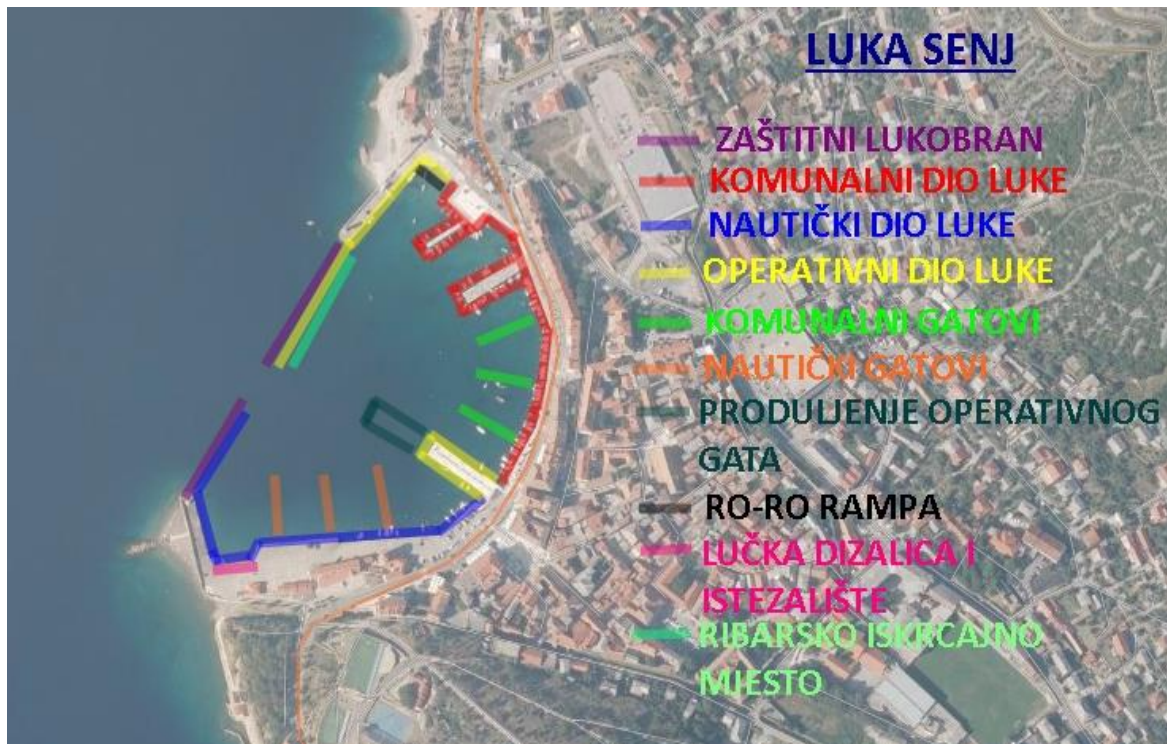 LUKA SENJ
ZAŠTITNI LUKOBRAN
KOMUNALNI DIO LUKE
NAUTIČKI DIO LUKE
OPERATIVNI DIO LUKE
KOMUNALNI GATOVI
NAUTIČKI GATOVI
PRODULJENJE OPERATIVNOG
GATA
RO-RO RAMPA
LUČKA DIZALICA I
ISTEZALIŠTE
RIBARSKO ISKRCAJNO
MJESTO